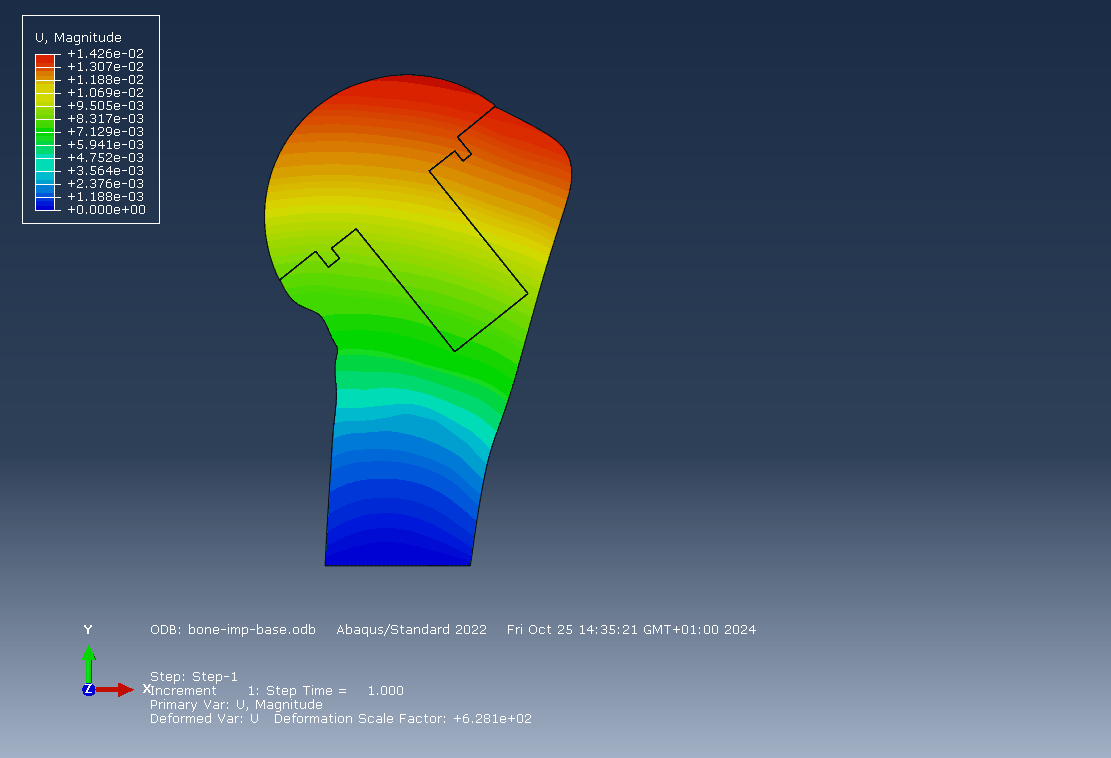 U, Magnitude
+1.426e-02
+1.307e-02
+1.188e-02
+1.069e-02
+9.505e-03
+8.317e-03
+7.129e-03
+5.941e-03
+4.752e-03
+3.564e-03
+2.376e-03
+1.188e-03
+0.000e+00
Y
ODB: bone-imp-base.odb Abaqus/Standard 2022 Fri Oct 25 14:35:21 GMT+01:00 2024
Z
X
Step: Step-1
Increment 1: Step Time = 1.000
Primary Var: U, Magnitude
Deformed Var: U Deformation Scale Factor: +6.281e+02